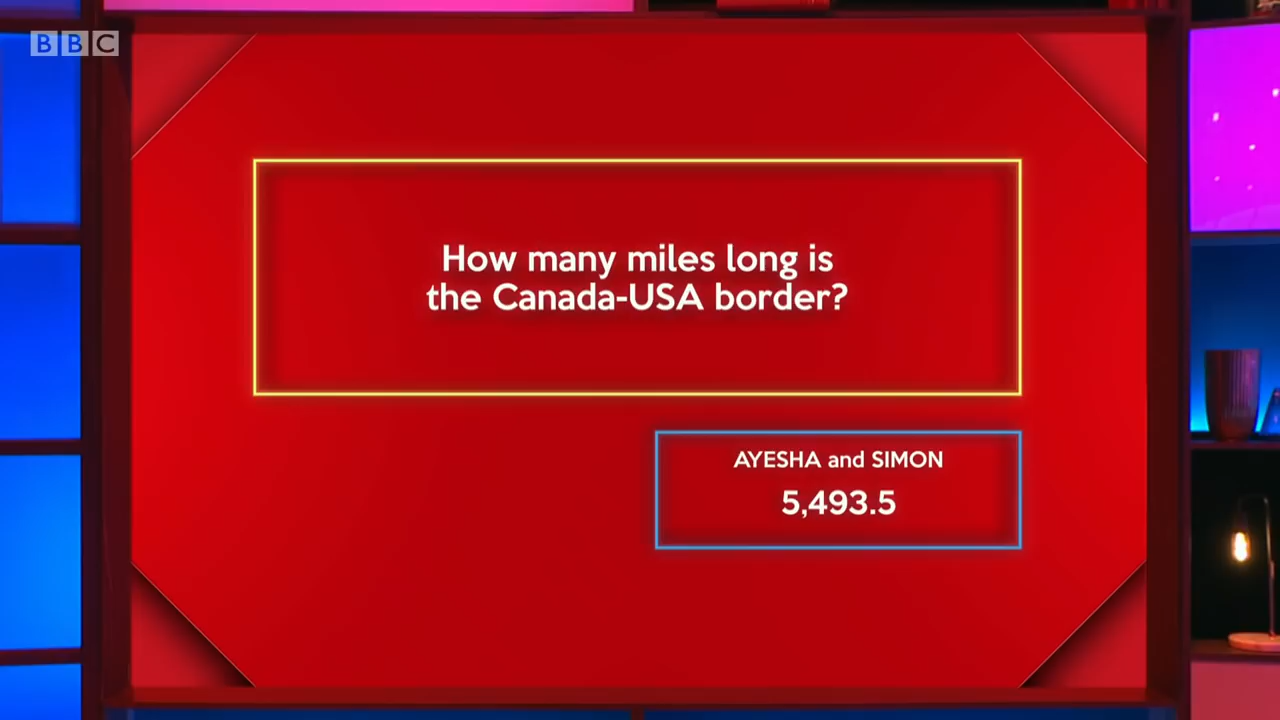 BBC
How many miles long is
the Canada-USA border?
AYESHA and SIMON
5,493.5